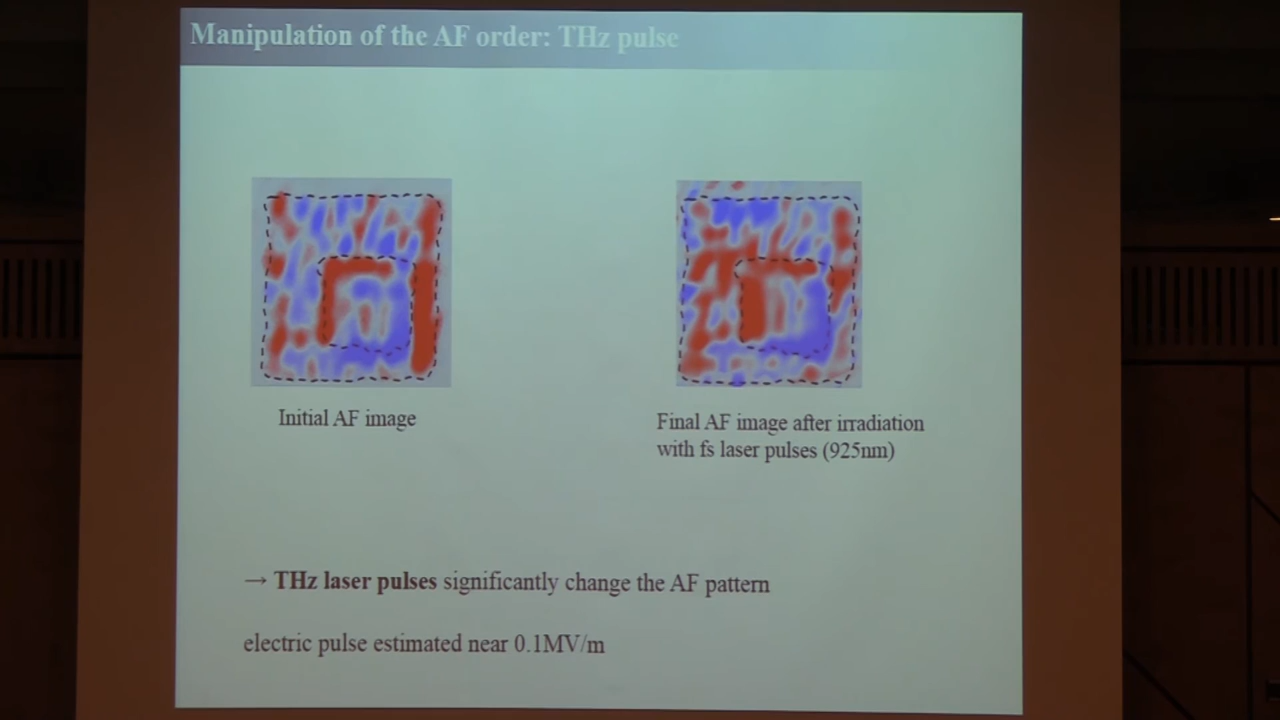 Manipulation of the AF order: THz pulse
Initial AF image
Final AF image after irradiation
with fs laser pulses (925nm)
→ THz laser pulses significantly change the AF pattern
electric pulse estimated near 0.1MV/m